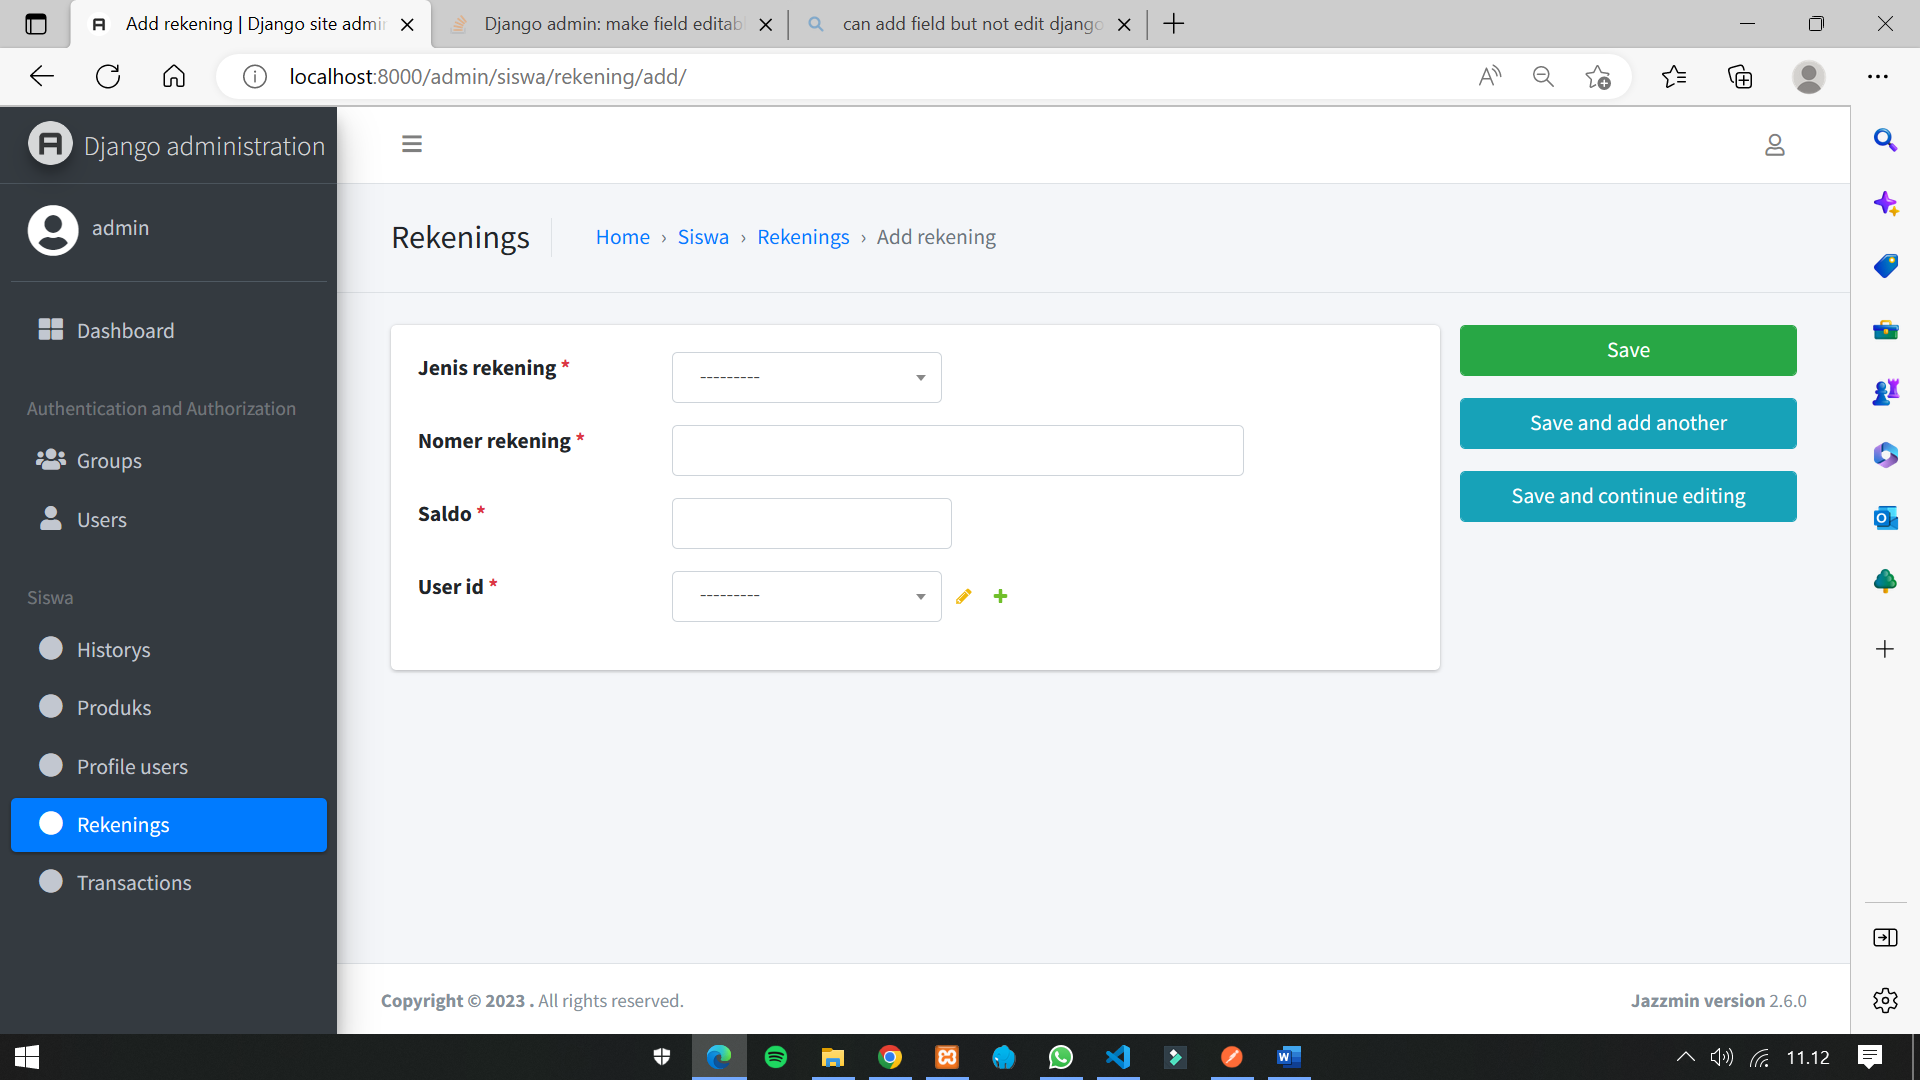 Add rekening | Django site admin
Django admin: make field editab
can add field but not edit django
localhost:8000/admin/siswa/rekening/add/
Django administration
admin
Dashboard
Authentication and Authorization
Groups
Users
Siswa
Historys
Produks
Profile users
Rekenings
Transactions
Rekenings
Home › Siswa › Rekenings › Add rekening
Jenis rekening *
---------
Nomer rekening *
Saldo *
User id *
---------
Save
Save and add another
Save and continue editing
Copyright © 2023 . All rights reserved.
Jazzmin version 2.6.0
11.12